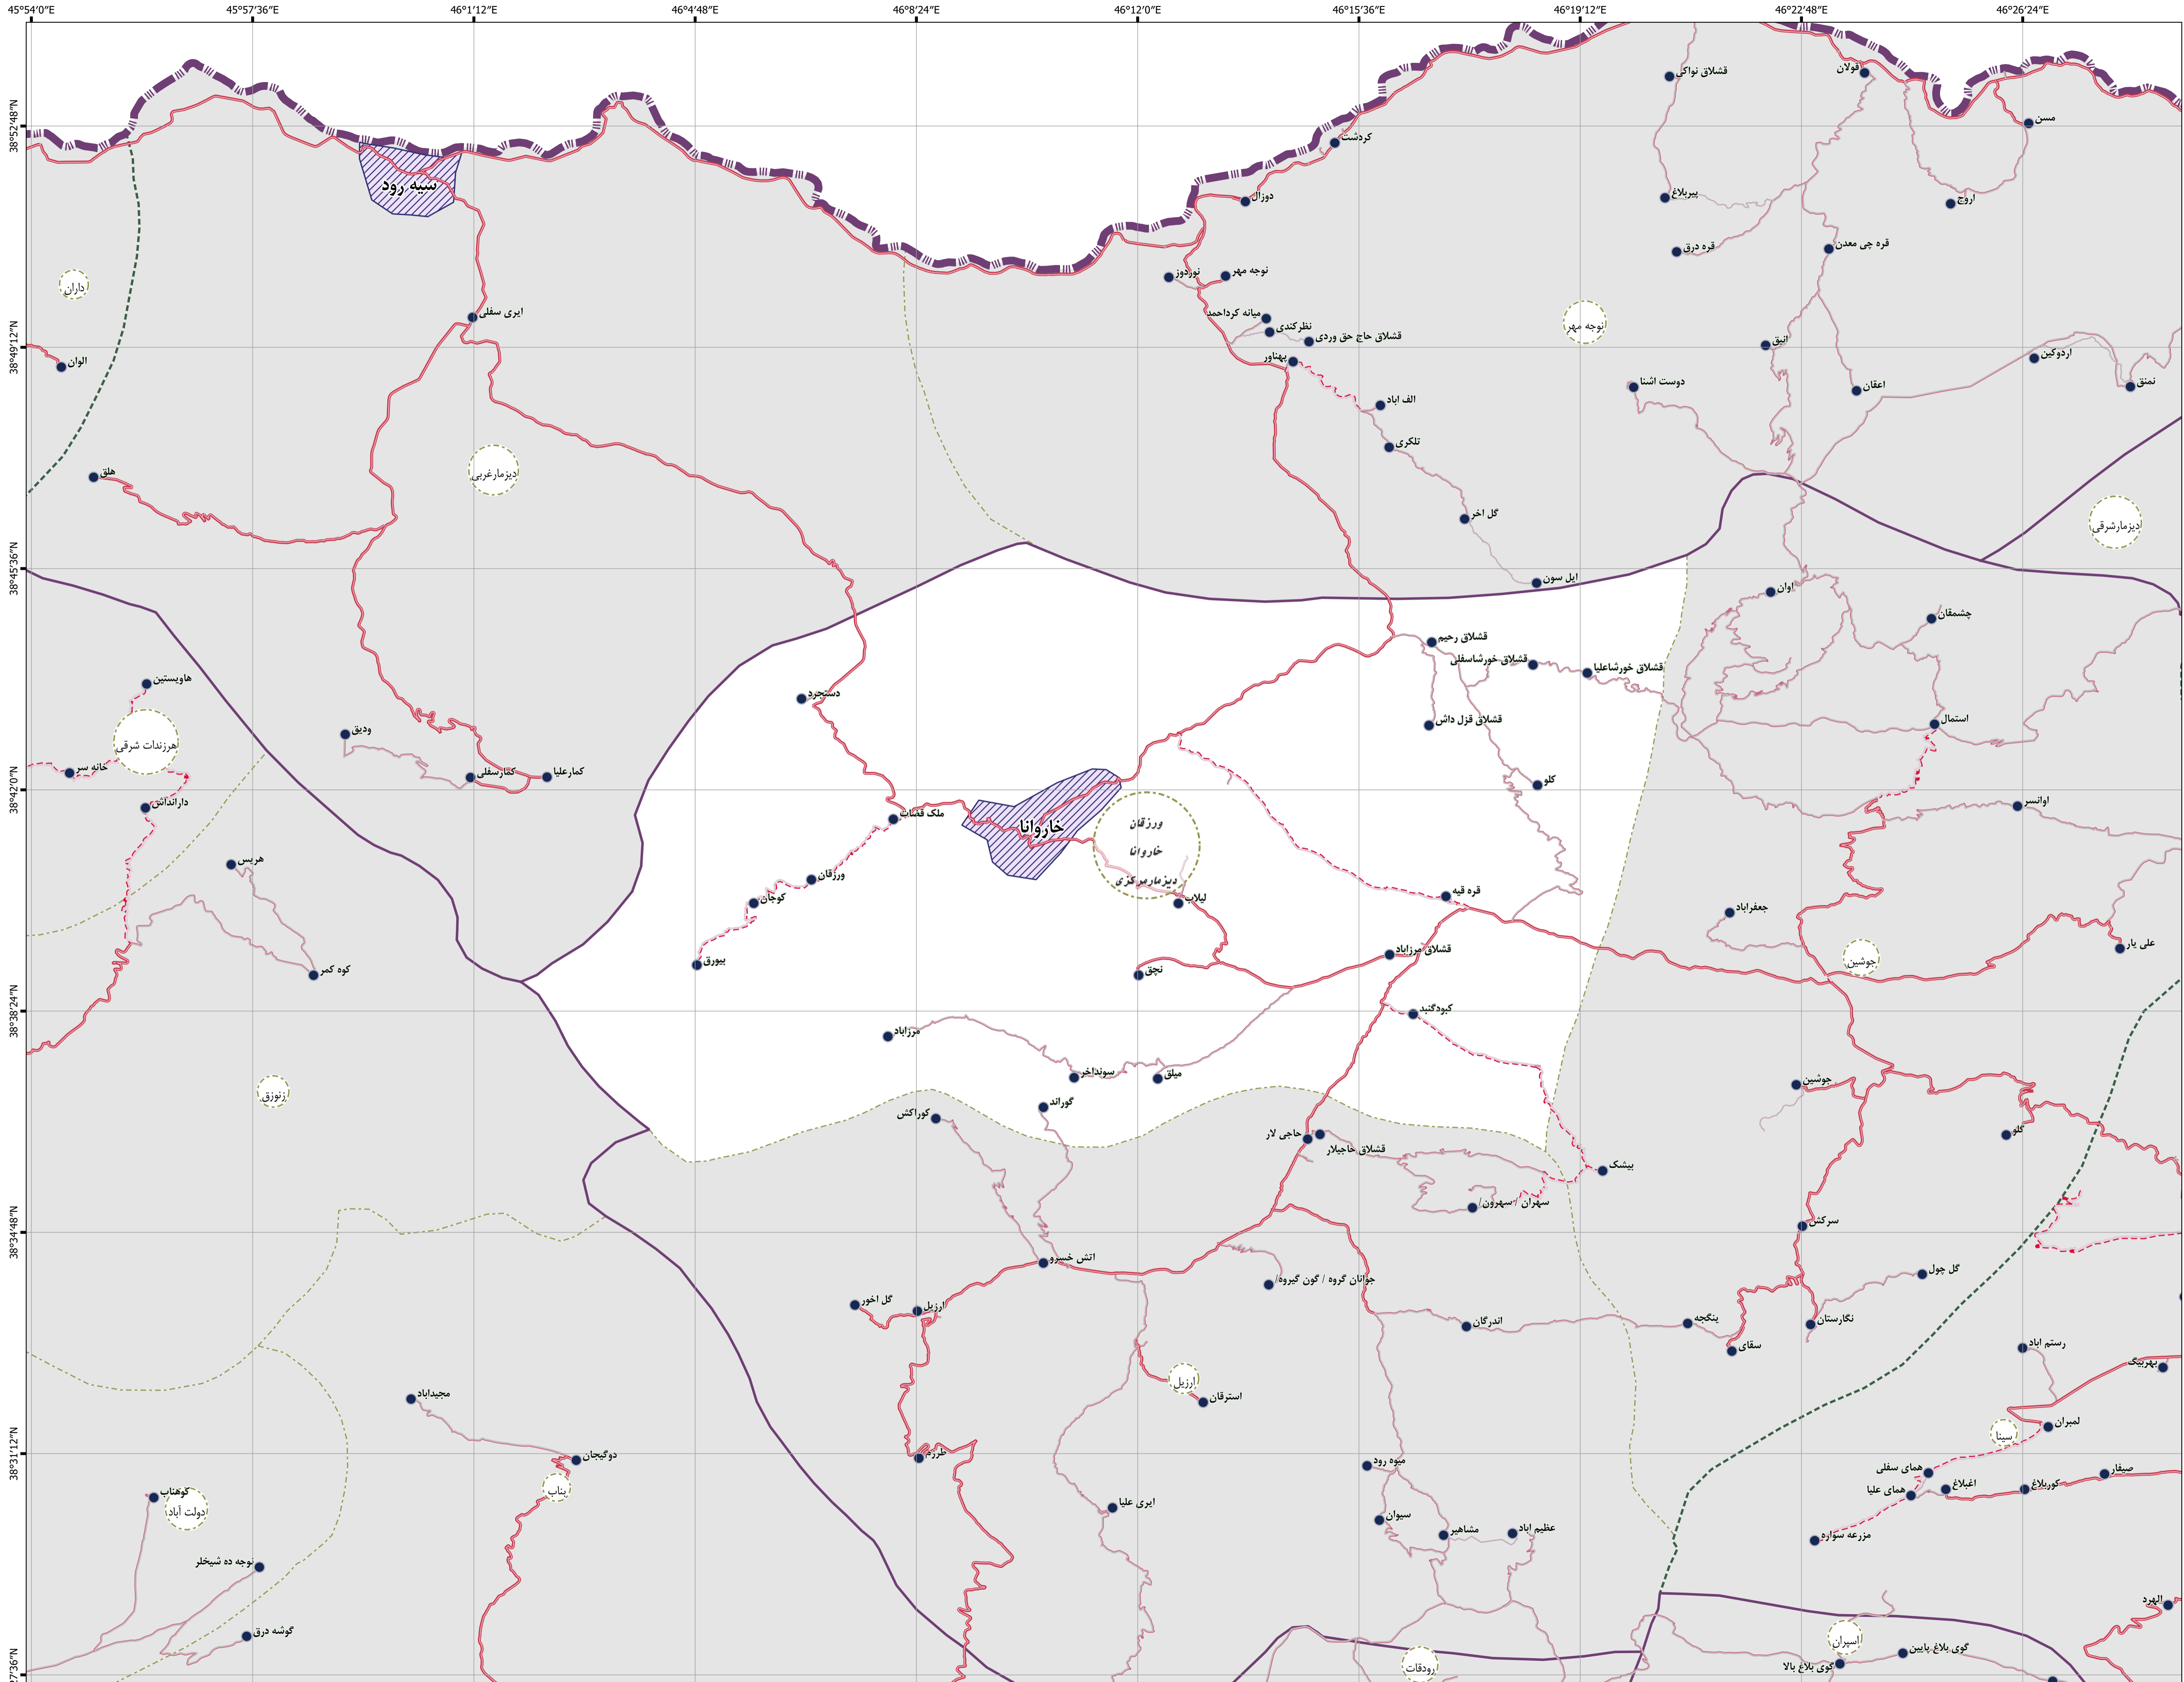 45°54'0"E
45°57'36"E
46°1'12"E
46°4'48"E
46°8'24"E
46°12'0"E
46°15'36"E
46°19'12"E
46°22'48"E
46°26'24"E
38°52'48"N
38°49'12"N
38°45'36"N
38°42'0"N
38°38'24"N
38°34'48"N
38°31'12"N
7'36"N
قشلاق نواکی
قولان
مسن
کردشت
سیه رود
دوزال
پیربلاغ
اروج
قره درق
قره چی معدن
نوجه مهر
نوردوز
داران
ایری سفلی
میانه کرداحمد
نظرکندی
قشلاق حاج حق وردی
نوجه مهر
انیق
الوان
پهناور
اردوکین
دوست اشنا
اعقان
نمنق
الف اباد
تلکری
هلق
دیزمارغربی
گل اخر
دیزمارشرقی
ایل سون
اوان
چشمقان
قشلاق رحیم
قشلاق خورشاسفلی
قشلاق خورشاعلیا
هاویستین
دستجرد
قشلاق قزل داش
استمال
ودیق
هرزندات شرقی
خانه سر
کمارسفلی
کمارعلیا
کلو
دارانداش
ملک قضات
خاروانا
ورزقان
خاروانا
دیزمارمرکزی
اوانسر
هریس
ورزقان
کوجان
لیلاب
قره قیه
جعفراباد
علی یار
بیورق
نچق
قشلاق مرزاباد
جوشین
کوه کمر
کبودگنبد
مرزاباد
سونداخر
میلق
جوشین
زنوزق
گوراند
کوراکش
حاجی لار
قشلاق حاجیلار
کلو
بیشک
سهران / سهرون/
سرکش
اتش خسرو
جوانان گروه / گون گیروه/
گل چول
گل اخور
ارزیل
اندرگان
ینگجه
نگارستان
سقای
رستم اباد
بهربیگ
ارزیل
استرقان
مجیداباد
لمبران
سینا
دوگیجان
طرزم
میوه رود
همای سفلی
صیفار
یناب
کوهناب
دولت آباد
همای علیا
اغبلاغ
کوربلاغ
ایری علیا
سیوان
مشاهیر
عظیم اباد
مزرعه سواره
نوجه ده شیخلر
الهرد
گوشه درق
اسپران
رودقات
گوی بلاغ پایین
گوی بلاغ بالا